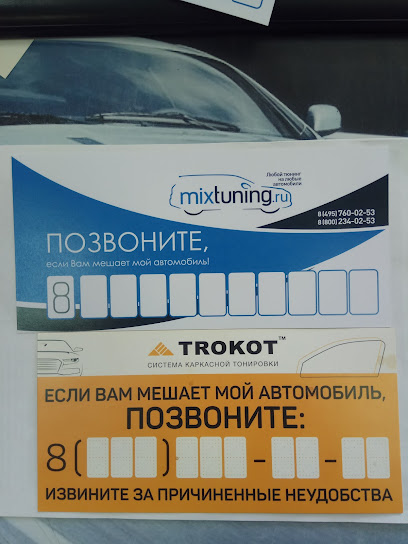 Любой тюнинг
на любые
автомобили
mixtuning.ru
8 (495) 760-02-53
8 (800) 234-02-53
ПОЗВОНИТЕ,
если Вам мешает мой автомобиль!
8
TROKOT™
СИСТЕМА КАРКАСНОЙ ТОНИРОВКИ
ЕСЛИ ВАМ МЕШАЕТ МОЙ АВТОМОБИЛЬ,
ПОЗВОНИТЕ:
8 ( ) - -
ИЗВИНИТЕ ЗА ПРИЧИНЕННЫЕ НЕУДОБСТВА